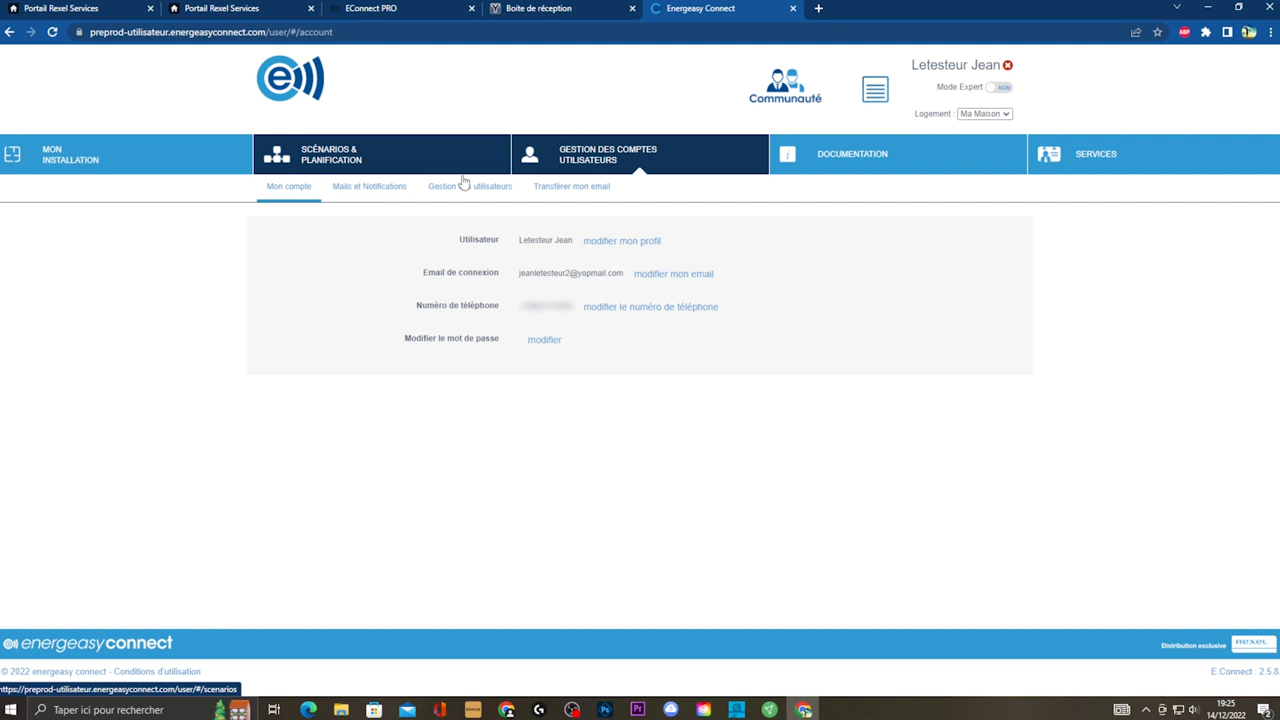 Portail Rexel Services
Portail Rexel Services
EConnect PRO
Boite de réception
Energeasy Connect
preprod-utilisateur.energeasyconnect.com/user/#/account
ABP
Communauté
Letesteur Jean
Mode Expert NON
Logement : Ma Maison
MON
INSTALLATION
SCÉNARIOS &
PLANIFICATION
GESTION DES COMPTES
UTILISATEURS
DOCUMENTATION
SERVICES
Mon compte
Mails et Notifications
Gestion utilisateurs
Transférer mon email
Utilisateur Letesteur Jean modifier mon profil
Email de connexion jeanletesteur2@yopmail.com modifier mon email
Numéro de téléphone modifier le numéro de téléphone
Modifier le mot de passe modifier
energeasyconnect
Distribution exclusive REXEL
© 2022 energeasy connect - Conditions d'utilisation
E.Connect : 2.5.8
https://preprod-utilisateur.energeasyconnect.com/user/#/scenarios
Taper ici pour rechercher
19:25
14/12/2022